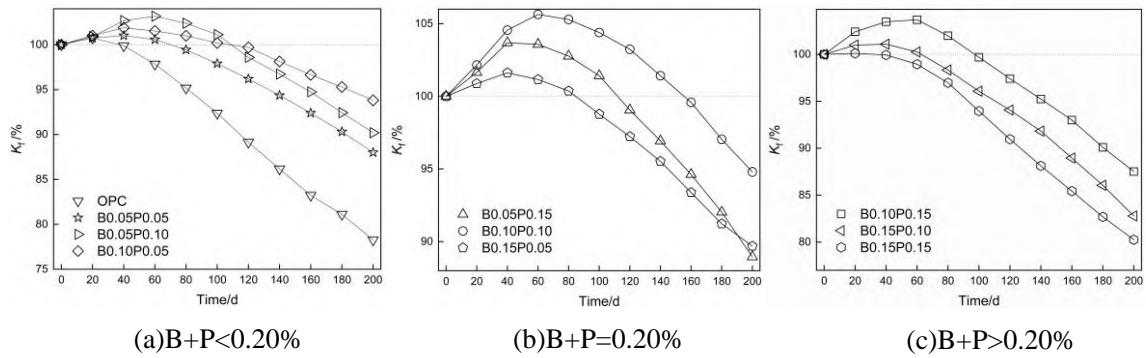 K_f/%
105
100
95
90
85
80
75
OPC
B0.05P0.05
B0.05P0.10
B0.10P0.05
0 20 40 60 80 100 120 140 160 180 200
Time/d
(a)B+P<0.20%
K_f/%
105
100
95
90
B0.05P0.15
B0.10P0.10
B0.15P0.05
0 20 40 60 80 100 120 140 160 180 200
Time/d
(b)B+P=0.20%
K_f/%
100
95
90
85
80
B0.10P0.15
B0.15P0.10
B0.15P0.15
0 20 40 60 80 100 120 140 160 180 200
Time/d
(c)B+P>0.20%